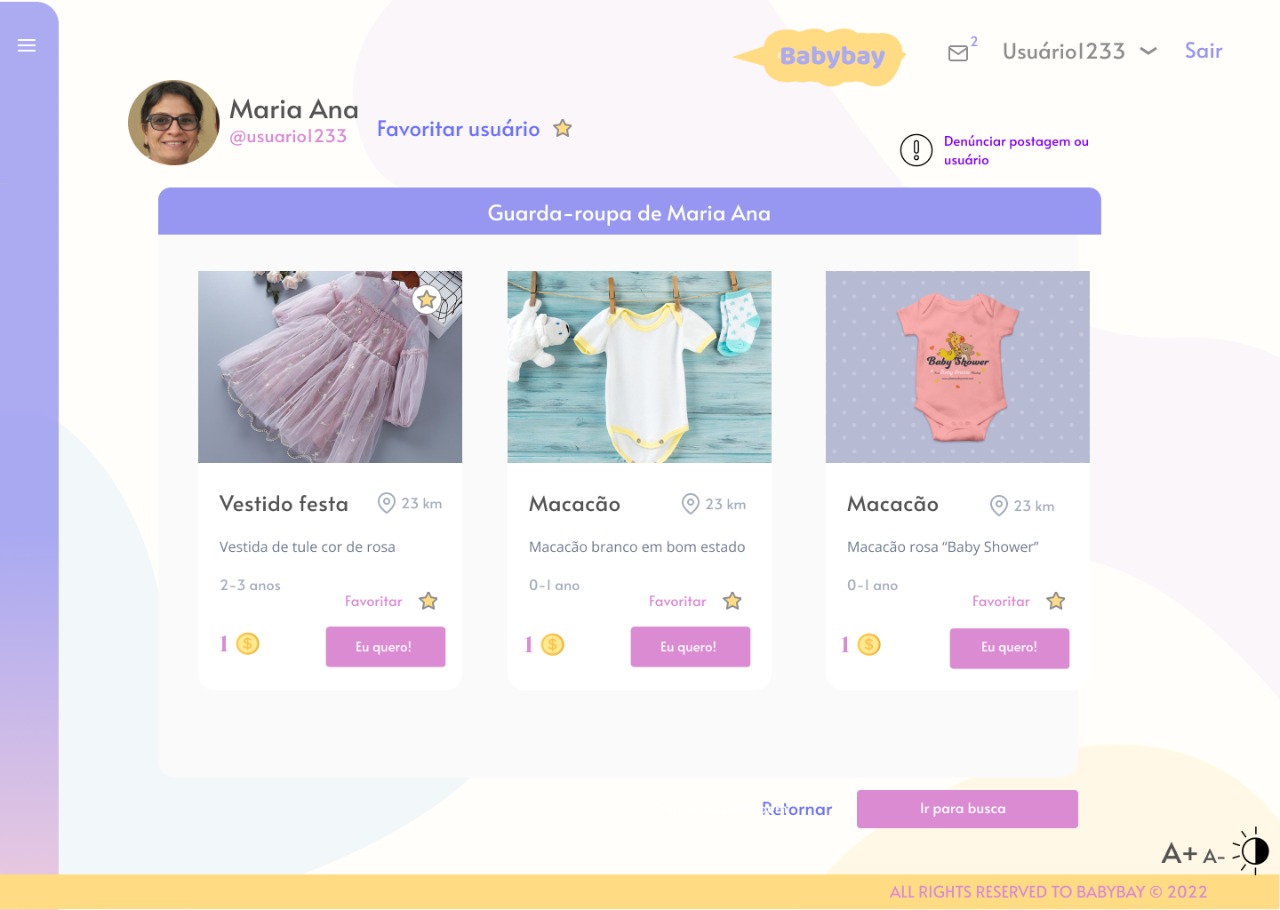 Babybay
2
Usuário1233
Sair
Maria Ana
@usuario1233
Favoritar usuário
Denúnciar postagem ou
usuário
Guarda-roupa de Maria Ana
Vestido festa
23 km
Vestida de tule cor de rosa
2-3 anos
Favoritar
1
$
Eu quero!
Macacão
23 km
Macacão branco em bom estado
0-1 ano
Favoritar
1
$
Eu quero!
Baby Shower
Macacão
23 km
Macacão rosa “Baby Shower”
0-1 ano
Favoritar
1
$
Eu quero!
Retornar
Ir para busca
A+ A-
ALL RIGHTS RESERVED TO BABYBAY © 2022